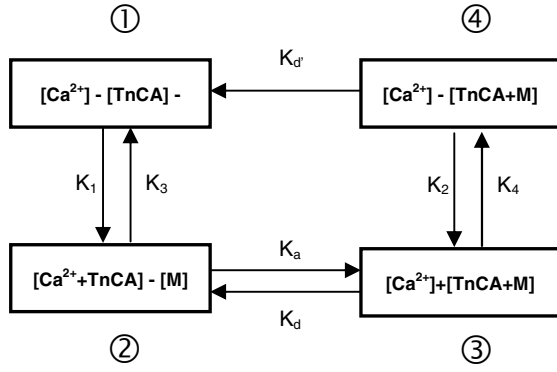 ① ④
K_d'
[Ca²⁺] - [TnCA] - [Ca²⁺] - [TnCA+M]
K₁ K₃ K₂ K₄
K_a
[Ca²⁺+TnCA] - [M] [Ca²⁺]+[TnCA+M]
K_d
② ③